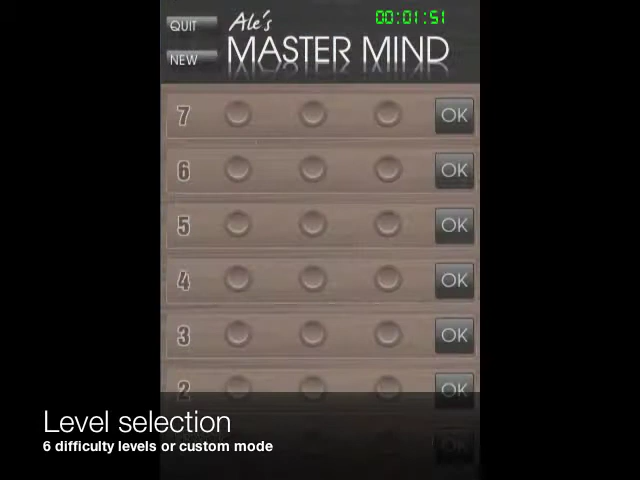 QUIT
Ale's
00:01:51
NEW
MASTER MIND
7 OK
6 OK
5 OK
4 OK
3 OK
2 OK
Level selection
6 difficulty levels or custom mode
OK